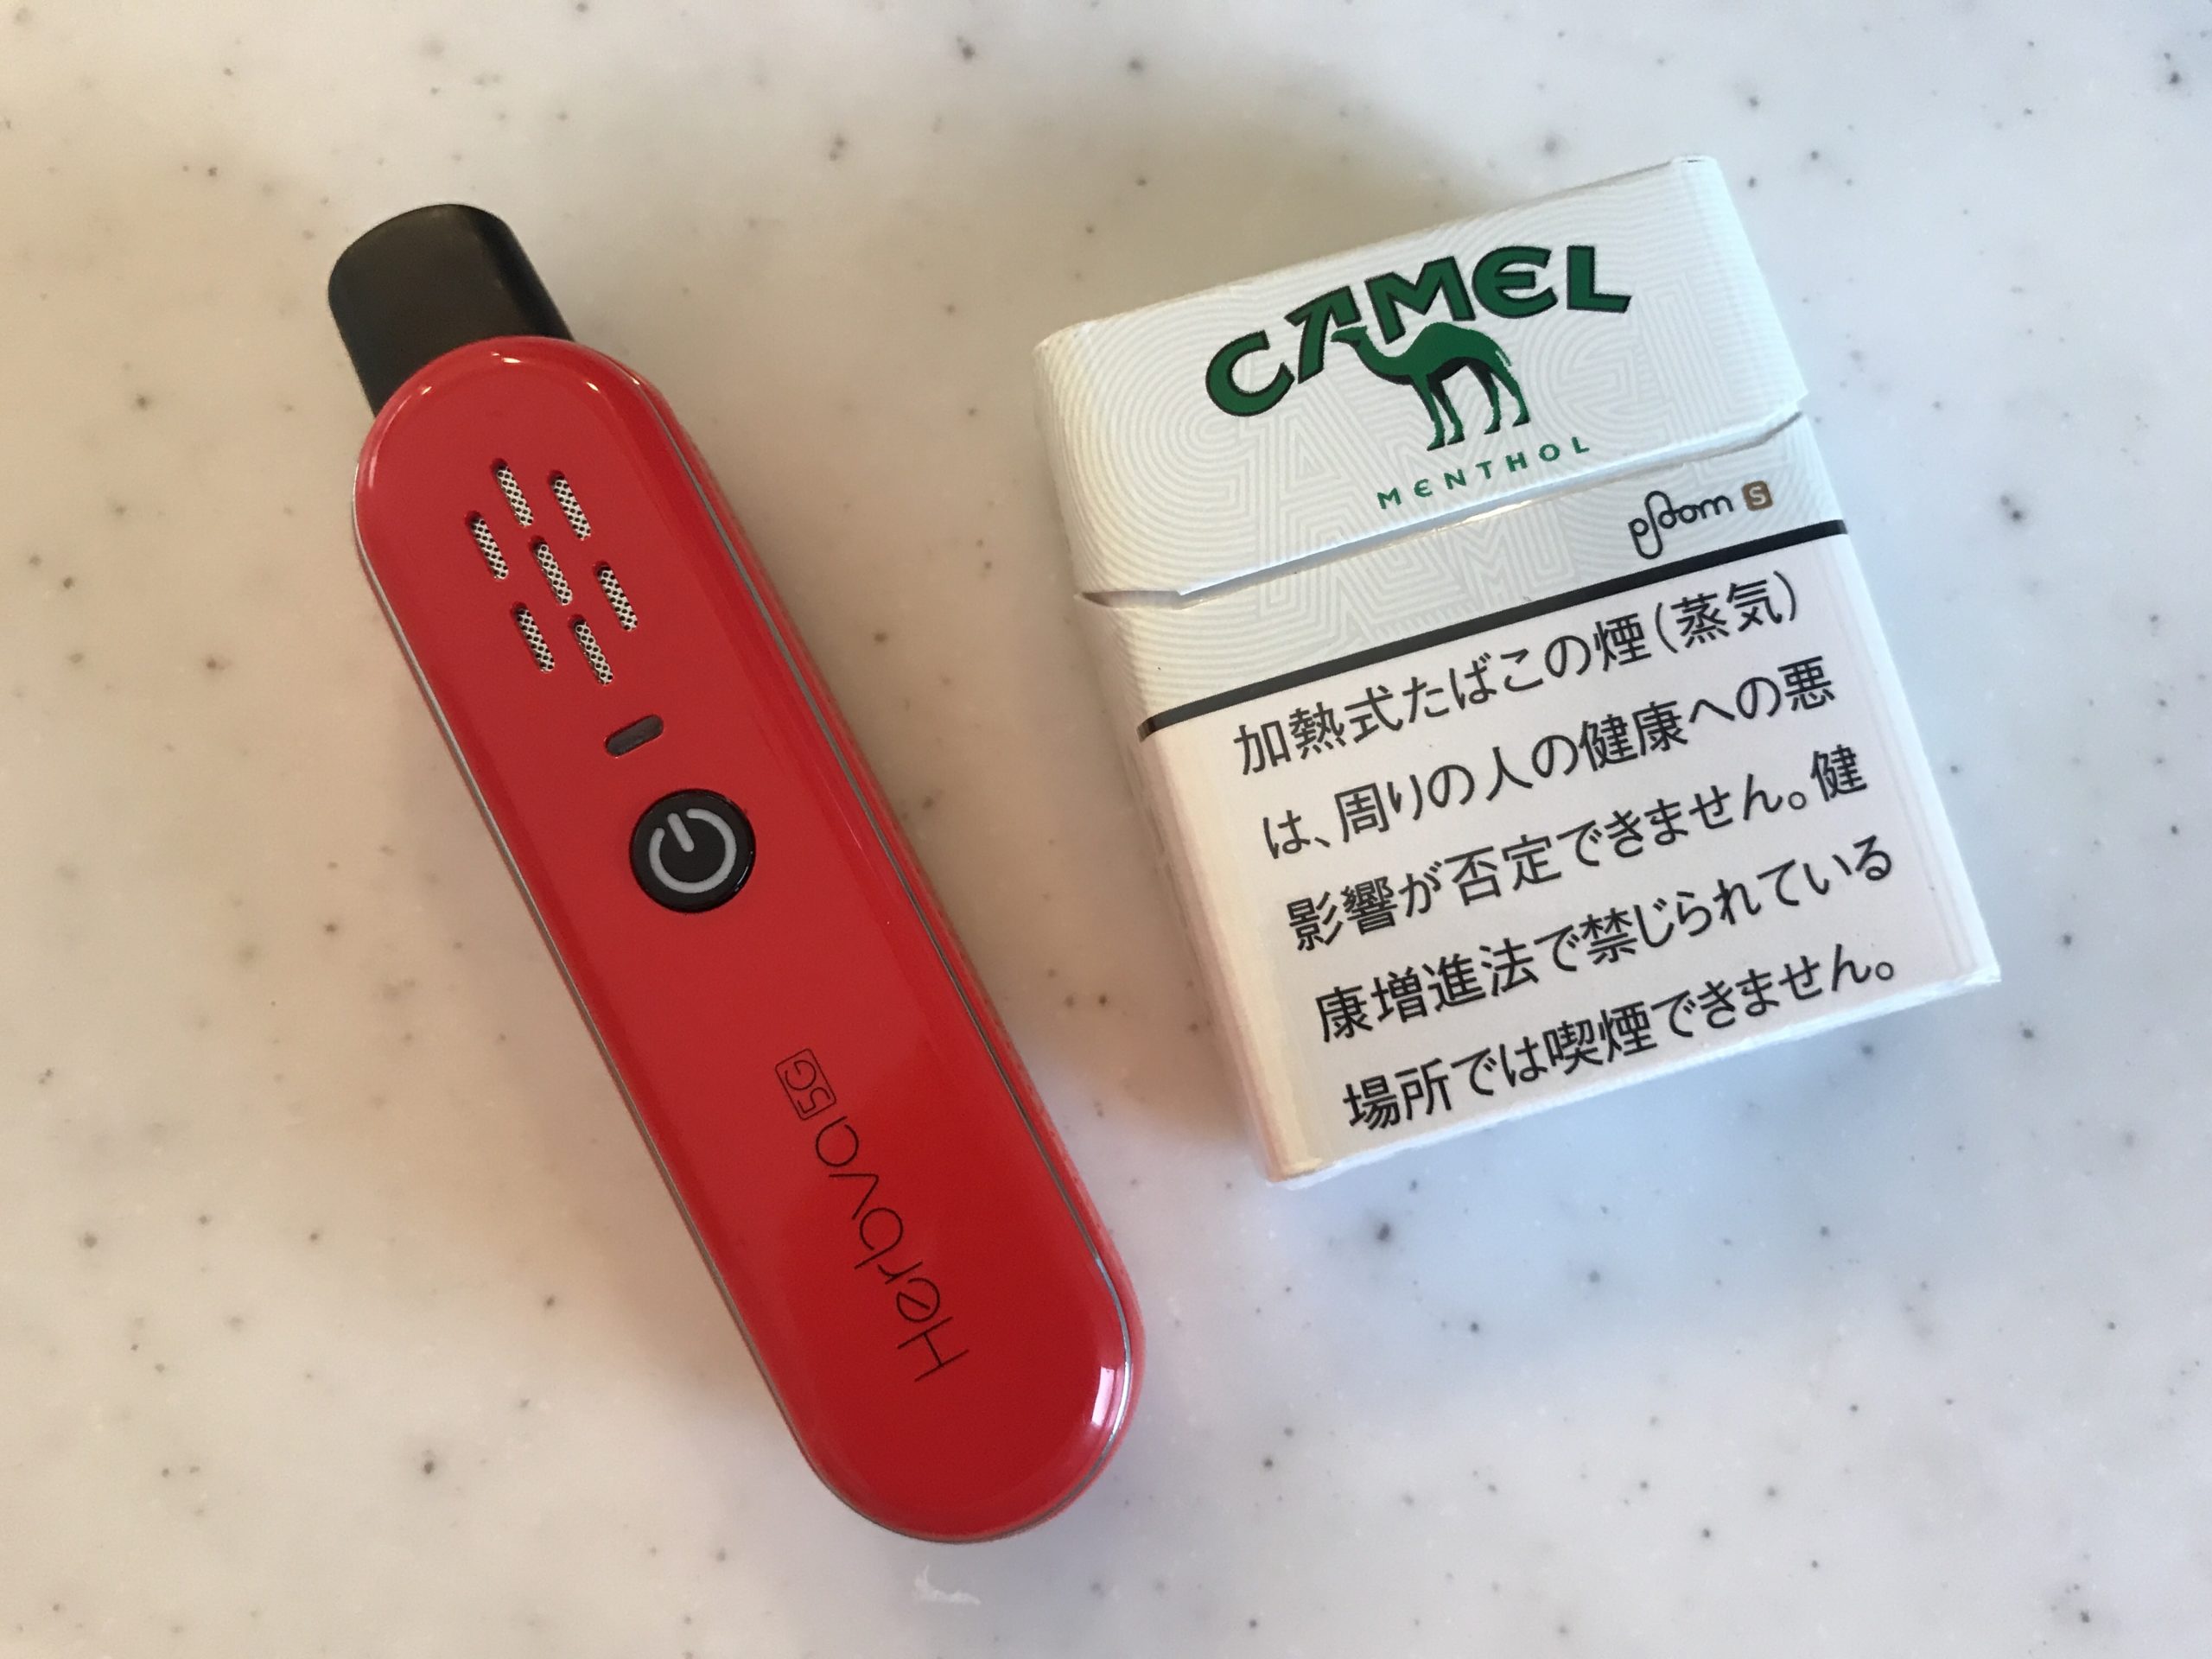 Herbva 5G
CAMEL
MENTHOL
ploom S
加熱式たばこの煙(蒸気)
は、周りの人の健康への悪
影響が否定できません。健
康増進法で禁じられている
場所では喫煙できません。